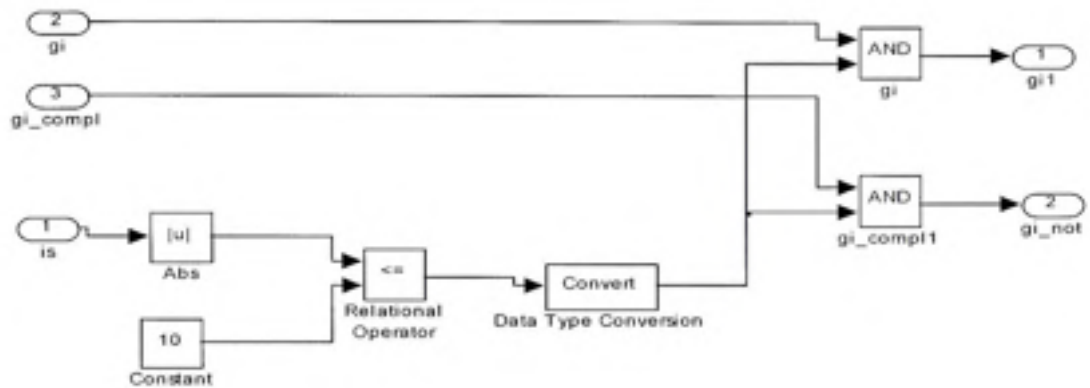 2
gi
3
gi_compl
1
is
|u|
Abs
10
Constant
<=
Relational
Operator
Convert
Data Type Conversion
AND
gi
1
gi1
AND
gi_compl1
2
gi_not